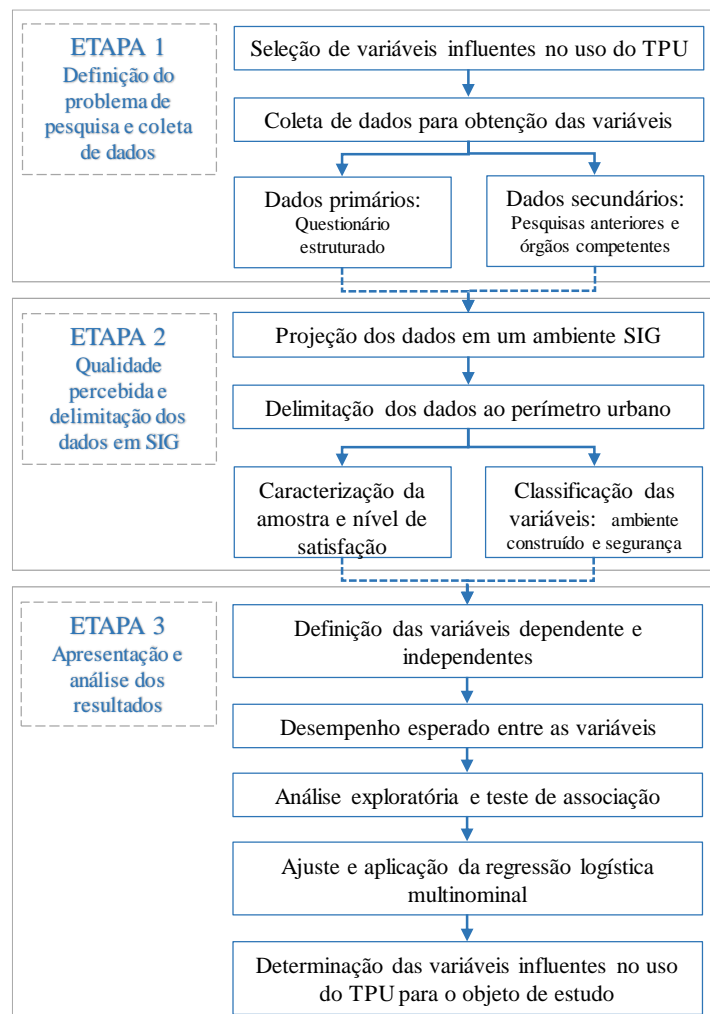 ETAPA 1
Definição do
problema de
pesquisa e coleta
de dados
Seleção de variáveis influentes no uso do TPU
Coleta de dados para obtenção das variáveis
Dados primários:
Questionário
estruturado
Dados secundários:
Pesquisas anteriores e
órgãos competentes
ETAPA 2
Qualidade
percebida e
delimitação dos
dados em SIG
Projeção dos dados em um ambiente SIG
Delimitação dos dados ao perímetro urbano
Caracterização da
amostra e nível de
satisfação
Classificação das
variáveis: ambiente
construído e segurança
ETAPA 3
Apresentação e
análise dos
resultados
Definição das variáveis dependente e
independentes
Desempenho esperado entre as variáveis
Análise exploratória e teste de associação
Ajuste e aplicação da regressão logística
multinominal
Determinação das variáveis influentes no uso
do TPU para o objeto de estudo